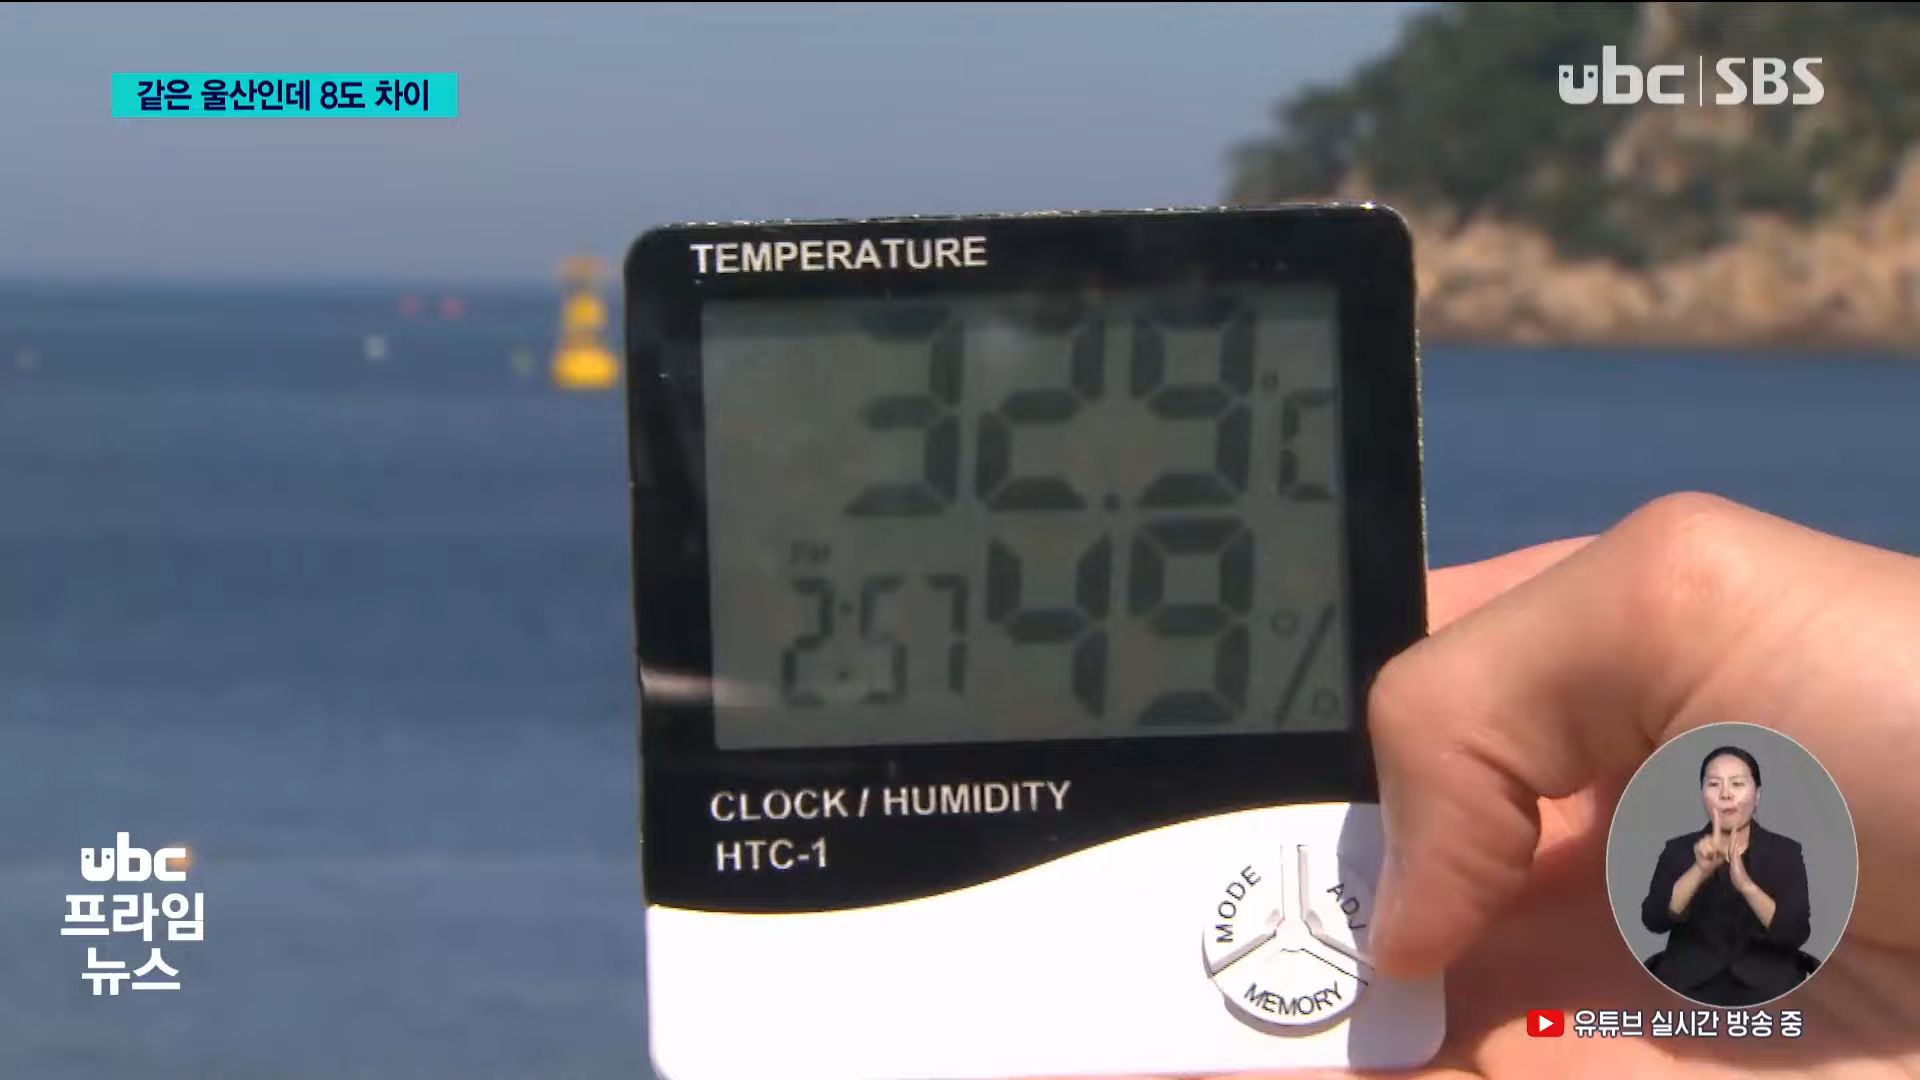 같은 울산인데 8도 차이
ubc SBS
TEMPERATURE
32.9 °C
PM
2:57 49 %
CLOCK / HUMIDITY
HTC-1
MODE
ADJ
MEMORY
ubc
프라임
뉴스
유튜브 실시간 방송 중